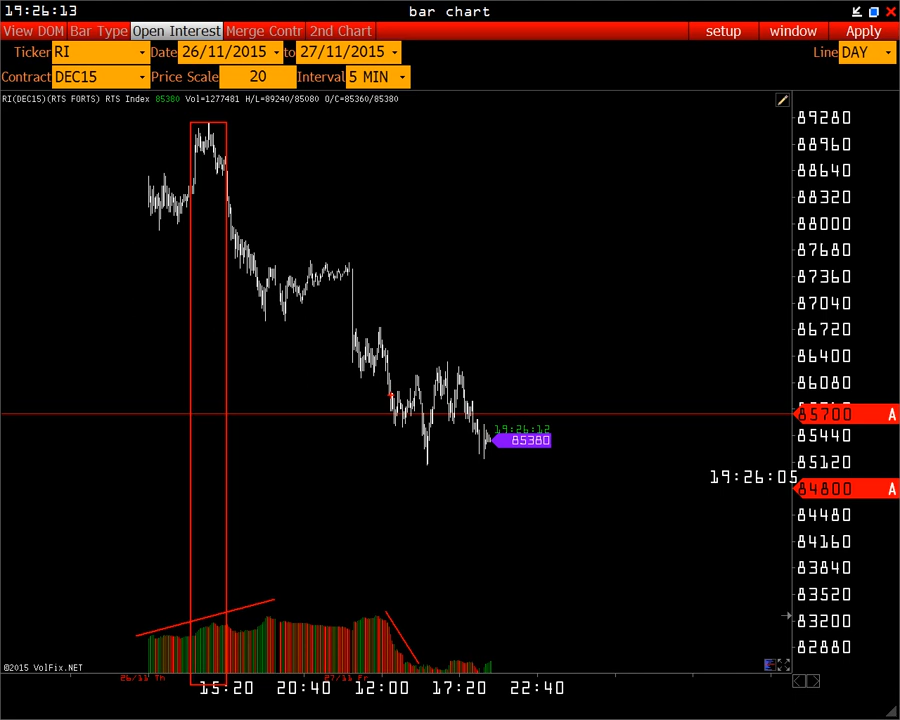 19:26:13 bar chart
View DOM Bar Type Open Interest Merge Contr 2nd Chart setup window Apply
Ticker RI Date 26/11/2015 to 27/11/2015 Line DAY
Contract DEC15 Price Scale 20 Interval 5 MIN
RI(DEC15)(RTS FORTS) RTS Index 85380 Vol=1277481 H/L=89240/85080 O/C=85360/85380
89280
88960
88640
88320
88000
87680
87360
87040
86720
86400
86080
85700 A
19:26:12
85440
85380
85120
19:26:05
84800 A
84480
84160
83840
83520
83200
82880
©2015 VolFix.NET
26/11 Th 27/11 Fr
15:20 20:40 12:00 17:20 22:40